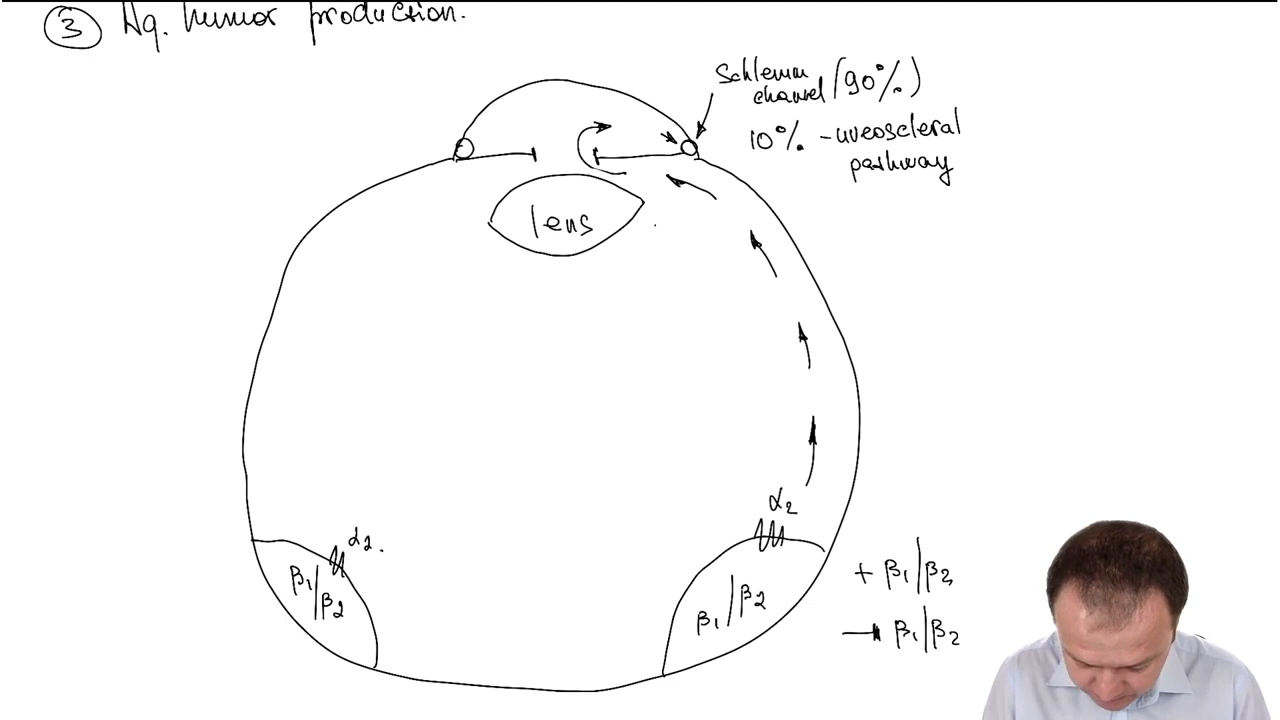 ③ Aq. humor production.
Schlemm
channel (90%)
10% - uveoscleral
pathway
lens
α2
α2.
β1/β2
β1/β2
+ β1/β2
β1/β2